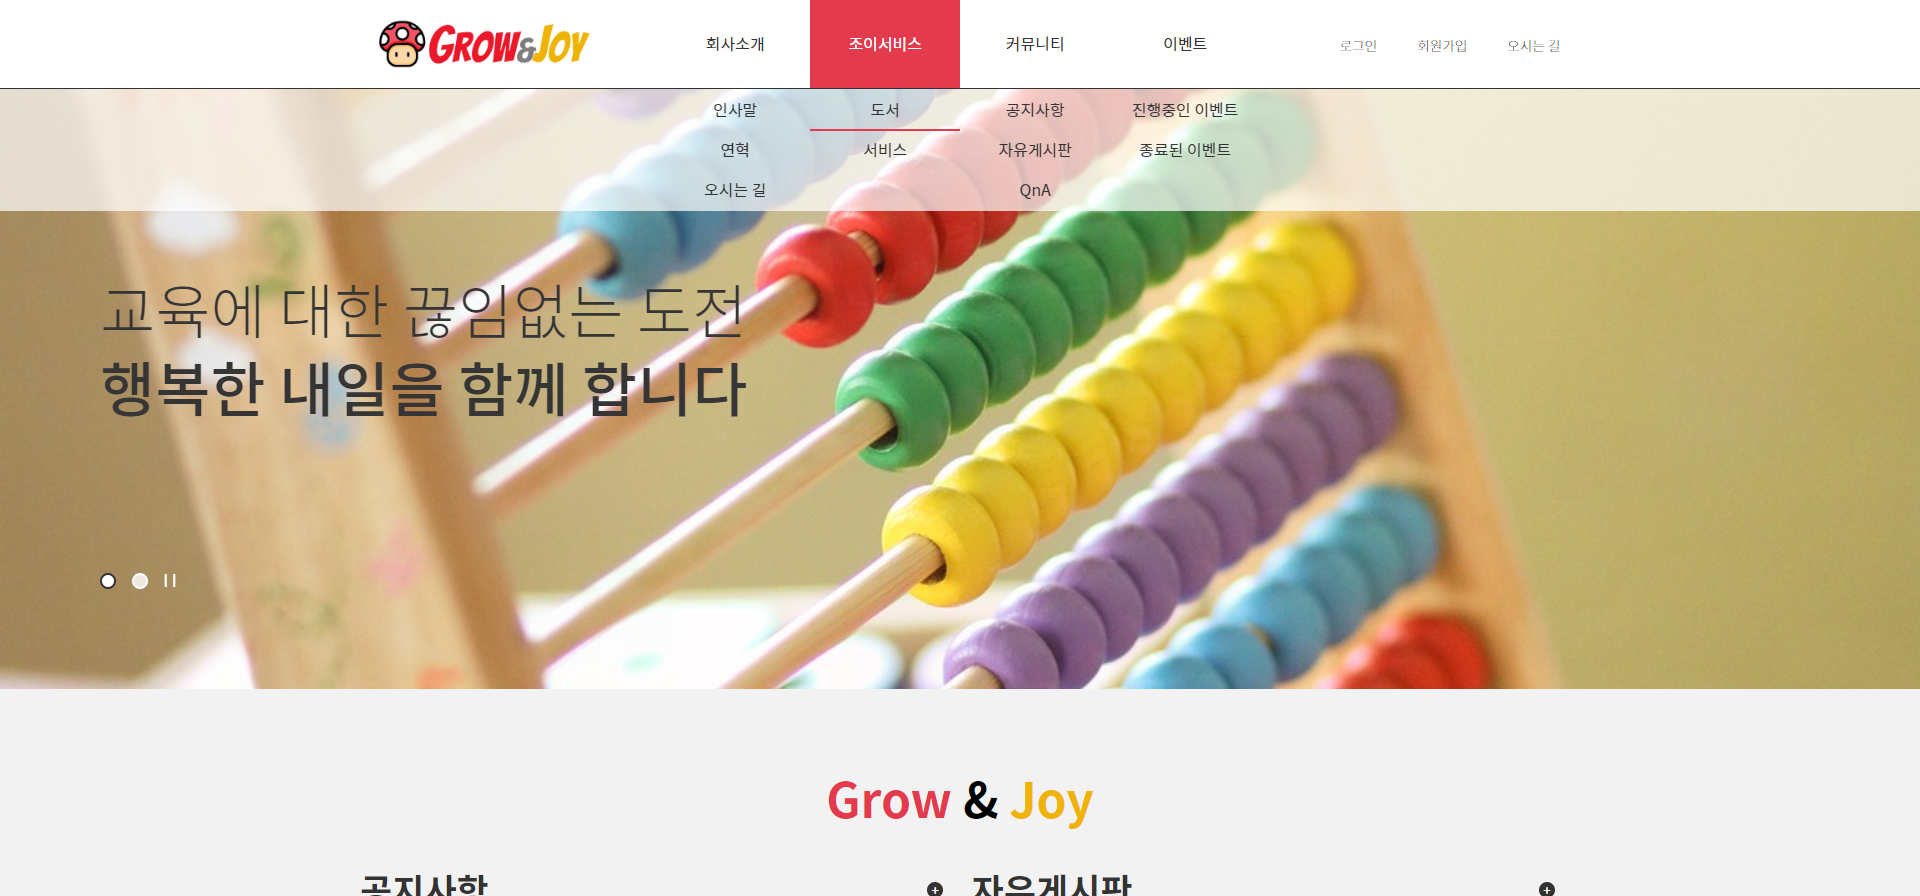 GROW&JOY
회사소개
조이서비스
커뮤니티
이벤트
로그인
회원가입
오시는 길
인사말
도서
공지사항
진행중인 이벤트
연혁
서비스
자유게시판
종료된 이벤트
오시는 길
QnA
교육에 대한 끊임없는 도전
행복한 내일을 함께 합니다
Grow & Joy
공지사항
자유게시판